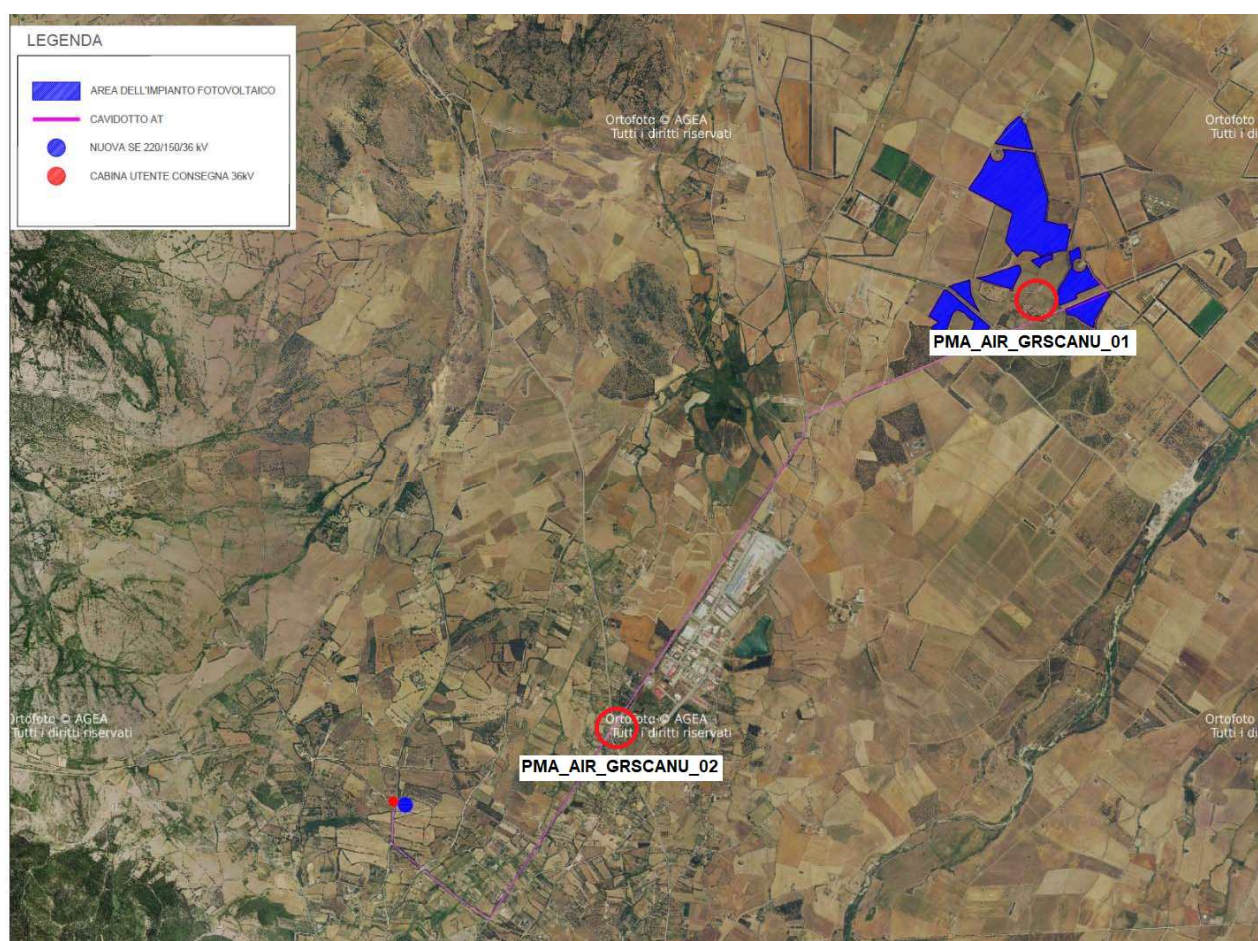 LEGENDA
AREA DELL'IMPIANTO FOTOVOLTAICO
CAVIDOTTO AT
NUOVA SE 220/150/36 kV
CABINA UTENTE CONSEGNA 36kV
Ortofoto © AGEA
Tutti i diritti riservati
Ortofoto
Tutti i di
PMA_AIR_GRSCANU_01
Ortofoto © AGEA
Tutti i diritti riservati
Ortofoto © AGEA
Tutti i diritti riservati
Ortofoto
Tutti i di
PMA_AIR_GRSCANU_02